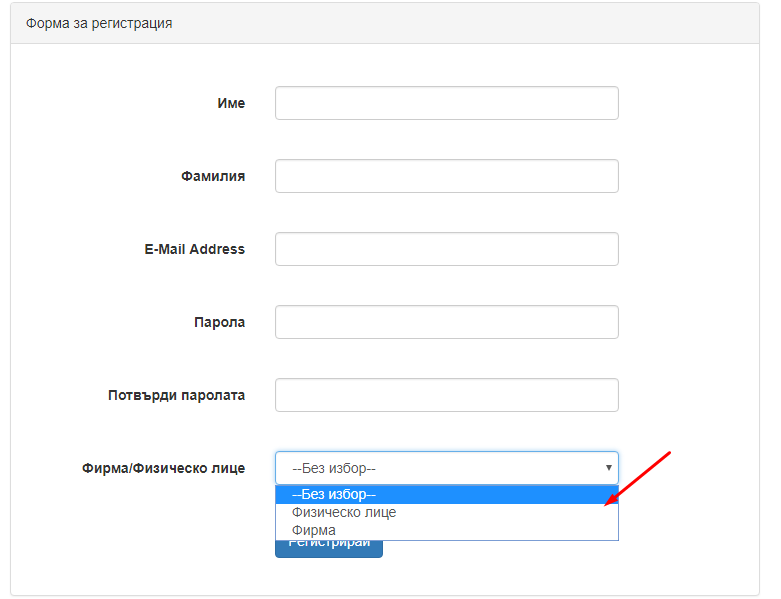 Форма за регистрация
Име
Фамилия
E-Mail Address
Парола
Потвърди паролата
Фирма/Физическо лице
--Без избор--
--Без избор--
Физическо лице
Фирма
Регистрирай